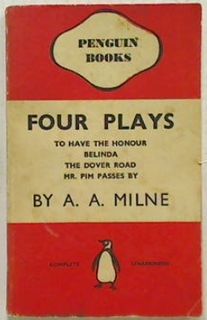 PENGUIN
BOOKS
FOUR PLAYS
TO HAVE THE HONOUR
BELINDA
THE DOVER ROAD
MR. PIM PASSES BY
BY A. A. MILNE
COMPLETE UNABRIDGED